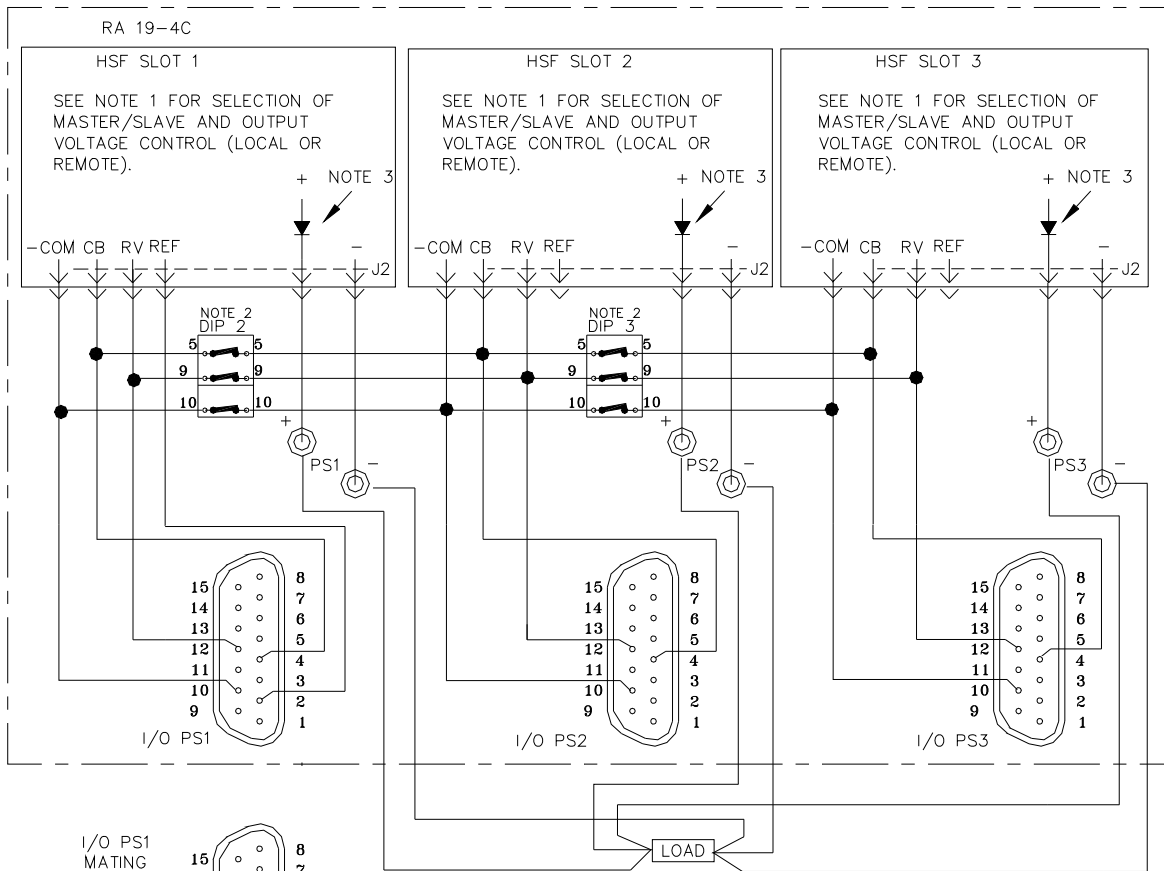 RA 19-4C
HSF SLOT 1
SEE NOTE 1 FOR SELECTION OF
MASTER/SLAVE AND OUTPUT
VOLTAGE CONTROL (LOCAL OR
REMOTE).
+ NOTE 3
-COM CB RV REF -
J2
HSF SLOT 2
SEE NOTE 1 FOR SELECTION OF
MASTER/SLAVE AND OUTPUT
VOLTAGE CONTROL (LOCAL OR
REMOTE).
+ NOTE 3
-COM CB RV REF -
J2
HSF SLOT 3
SEE NOTE 1 FOR SELECTION OF
MASTER/SLAVE AND OUTPUT
VOLTAGE CONTROL (LOCAL OR
REMOTE).
+ NOTE 3
-COM CB RV REF -
J2
NOTE 2
DIP 2
5 5
9 9
10 10
NOTE 2
DIP 3
5 5
9 9
10 10
+
PS1 -
+
PS2 -
+
PS3 -
15 8
14 7
13 6
12 5
11 4
10 3
9 2
1
I/O PS1
15 8
14 7
13 6
12 5
11 4
10 3
9 2
1
I/O PS2
15 8
14 7
13 6
12 5
11 4
10 3
9 2
1
I/O PS3
LOAD
I/O PS1
MATING
15 8